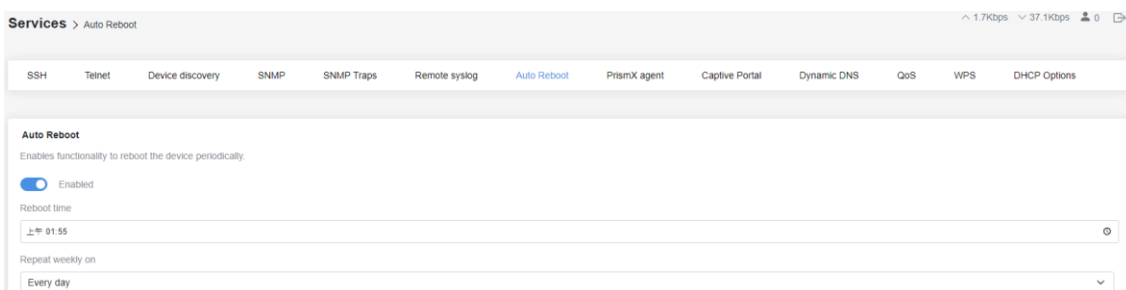 Services > Auto Reboot
1.7Kbps 37.1Kbps 0
SSH Telnet Device discovery SNMP SNMP Traps Remote syslog Auto Reboot PrismX agent Captive Portal Dynamic DNS QoS WPS DHCP Options
Auto Reboot
Enables functionality to reboot the device periodically.
Enabled
Reboot time
上午 01:55
Repeat weekly on
Every day